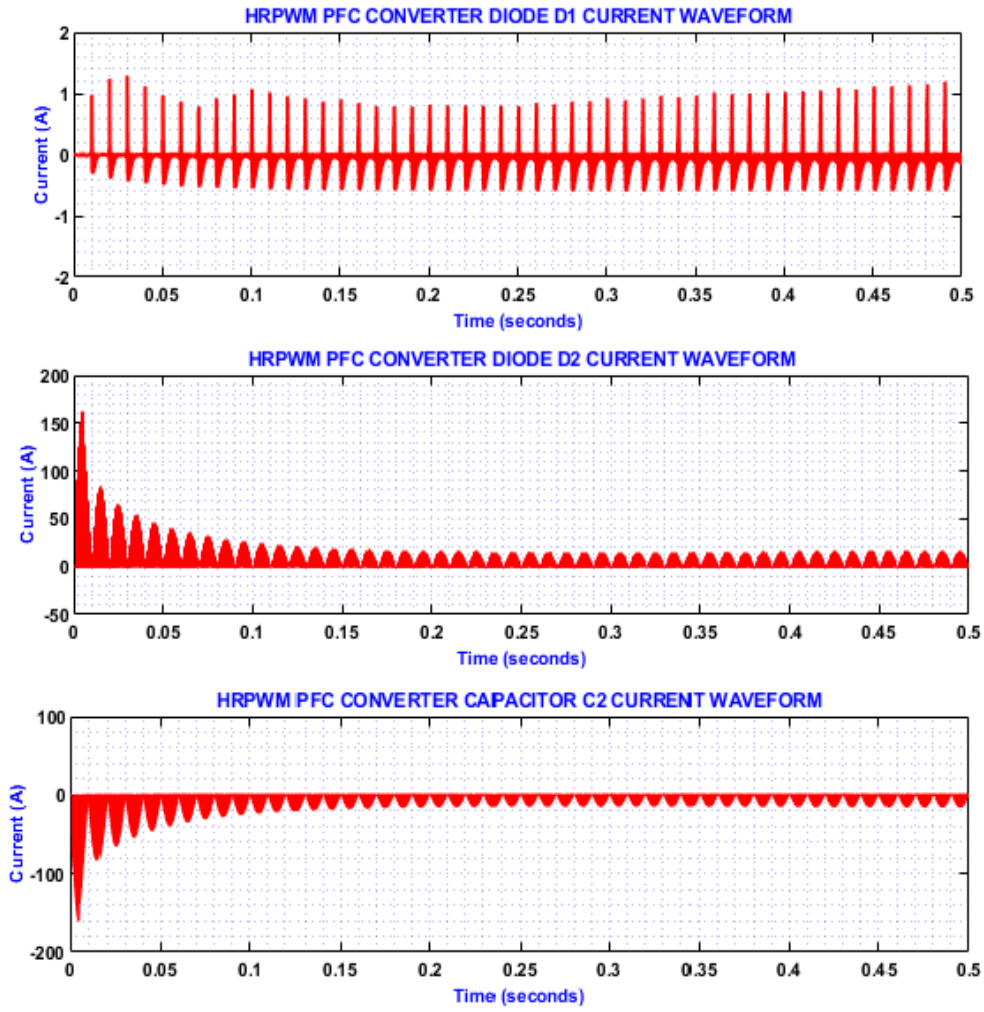 HRPWM PFC CONVERTER DIODE D1 CURRENT WAVEFORM
2
1
0
-1
-2
Current (A)
0 0.05 0.1 0.15 0.2 0.25 0.3 0.35 0.4 0.45 0.5
Time (seconds)
HRPWM PFC CONVERTER DIODE D2 CURRENT WAVEFORM
200
150
100
50
0
-50
Current (A)
0 0.05 0.1 0.15 0.2 0.25 0.3 0.35 0.4 0.45 0.5
Time (seconds)
HRPWM PFC CONVERTER CAPACITOR C2 CURRENT WAVEFORM
100
0
-100
-200
Current (A)
0 0.05 0.1 0.15 0.2 0.25 0.3 0.35 0.4 0.45 0.5
Time (seconds)